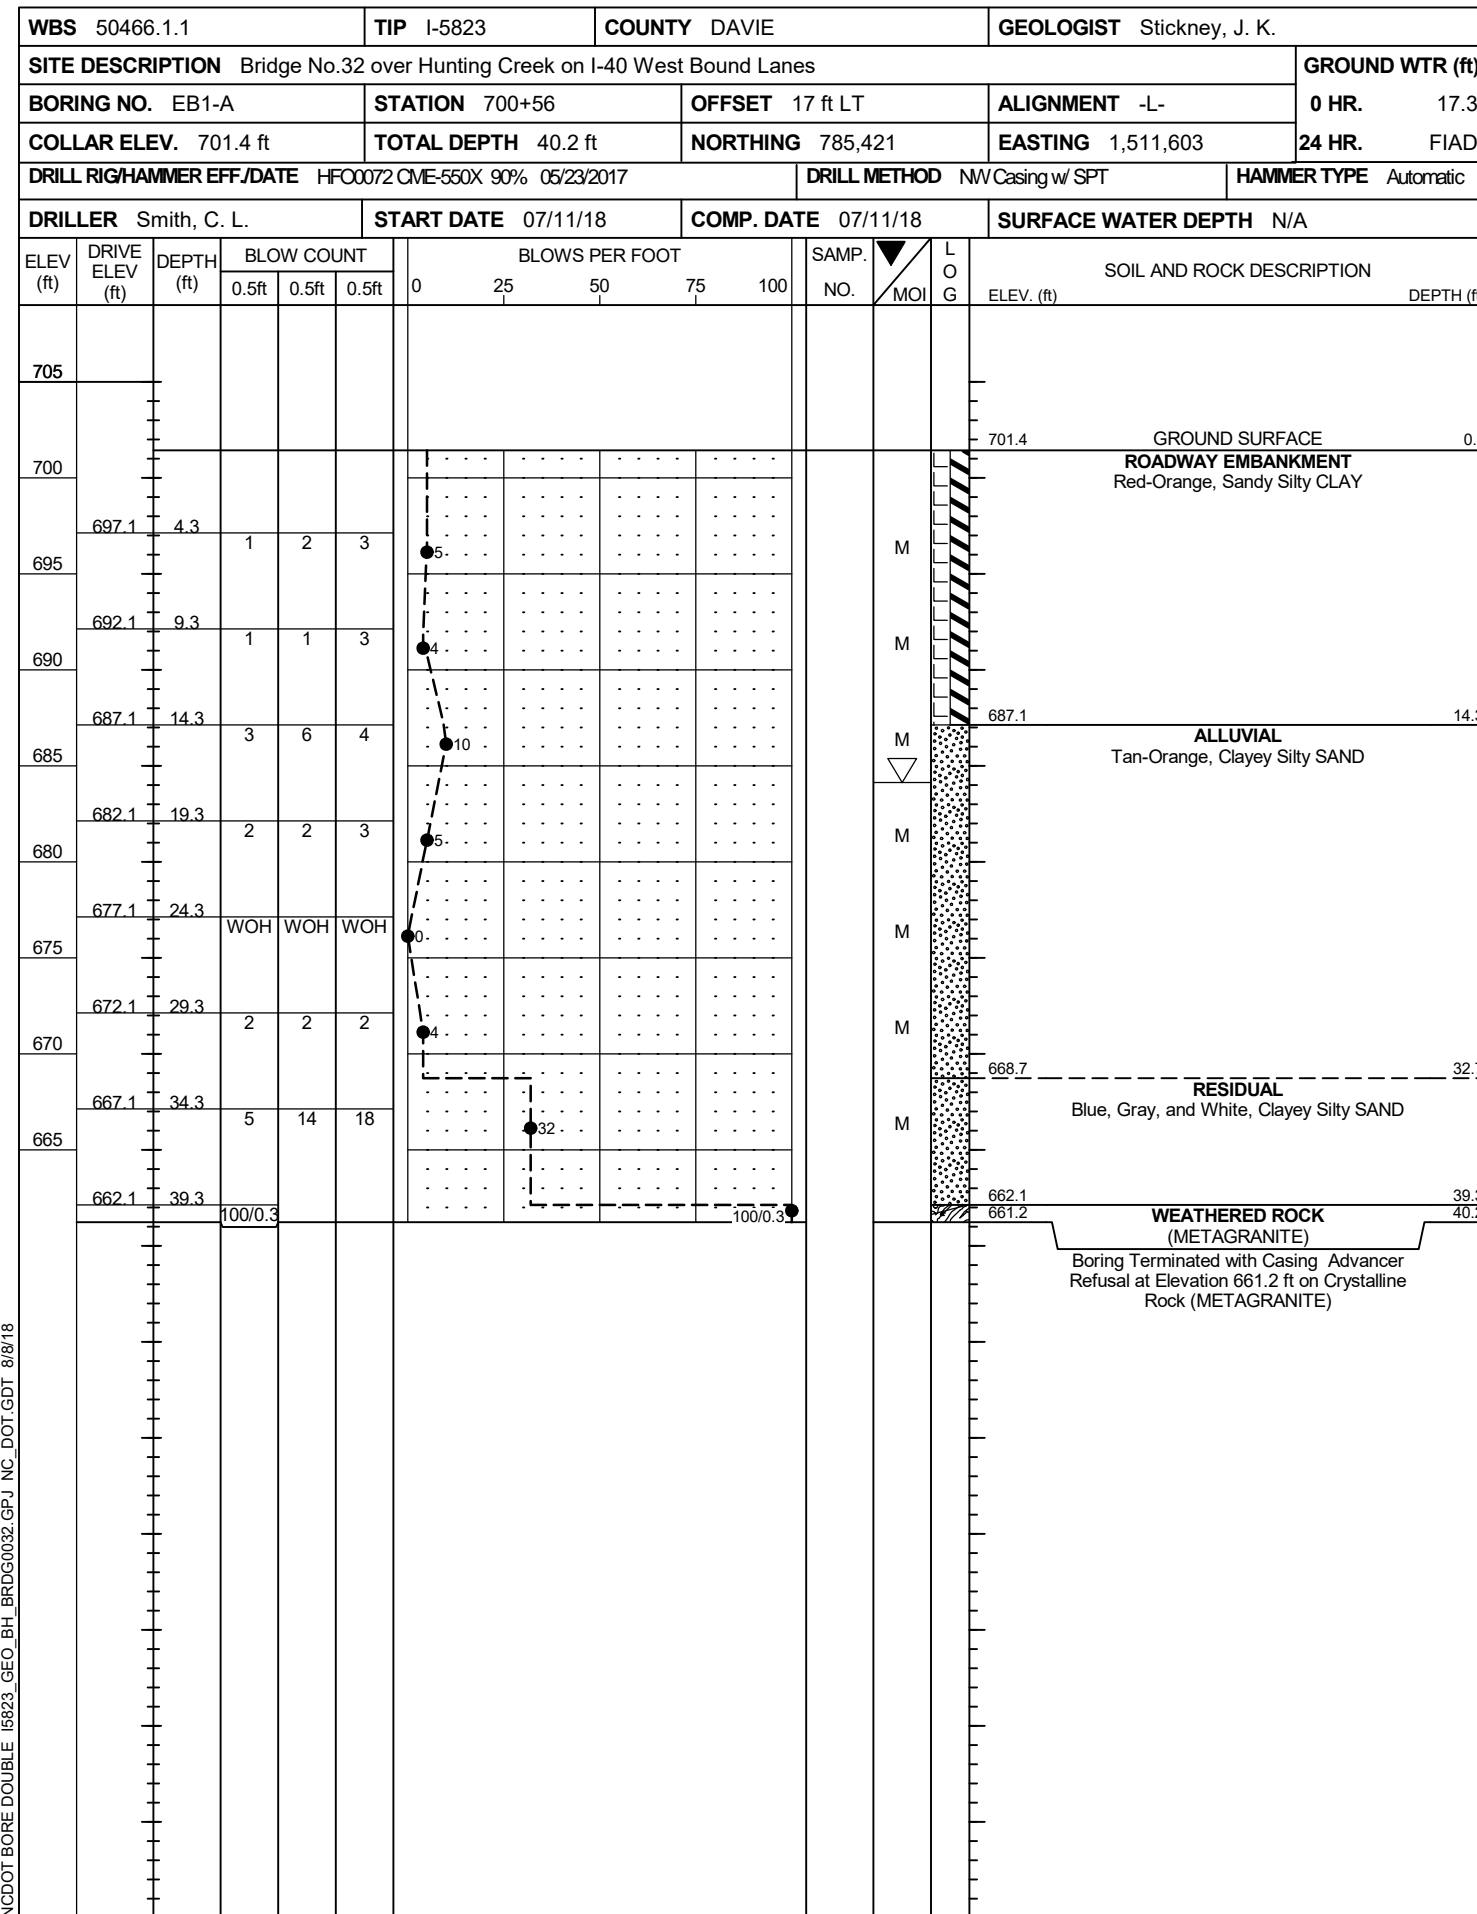 WBS 50466.1.1 TIP I-5823 COUNTY DAVIE GEOLOGIST Stickney, J. K.
SITE DESCRIPTION Bridge No.32 over Hunting Creek on I-40 West Bound Lanes GROUND WTR (ft)
BORING NO. EB1-A STATION 700+56 OFFSET 17 ft LT ALIGNMENT -L- 0 HR. 17.3
COLLAR ELEV. 701.4 ft TOTAL DEPTH 40.2 ft NORTHING 785,421 EASTING 1,511,603 24 HR. FIAD
DRILL RIG/HAMMER EFF./DATE HFO0072 CME-550X 90% 05/23/2017 DRILL METHOD NW Casing w/ SPT HAMMER TYPE Automatic
DRILLER Smith, C. L. START DATE 07/11/18 COMP. DATE 07/11/18 SURFACE WATER DEPTH N/A
ELEV (ft) DRIVE ELEV (ft) DEPTH (ft) BLOW COUNT BLOWS PER FOOT SAMP. NO. MOI LOG SOIL AND ROCK DESCRIPTION
0.5ft 0.5ft 0.5ft 0 25 50 75 100 ELEV. (ft) DEPTH (ft
705
701.4 GROUND SURFACE 0.
ROADWAY EMBANKMENT
700
Red-Orange, Sandy Silty CLAY
697.1 4.3
1 2 3 5 M
695
692.1 9.3
1 1 3 4 M
690
687.1 14.3 687.1 14.3
3 6 4 10 M ALLUVIAL
685 Tan-Orange, Clayey Silty SAND
682.1 19.3
2 2 3 5 M
680
677.1 24.3
WOH WOH WOH 0 M
675
672.1 29.3
2 2 2 4 M
670
668.7 32.7
RESIDUAL
667.1 34.3 Blue, Gray, and White, Clayey Silty SAND
5 14 18 32 M
665
662.1 39.3 662.1 39.3
100/0.3 100/0.3 661.2 WEATHERED ROCK 40.2
(METAGRANITE)
Boring Terminated with Casing Advancer
Refusal at Elevation 661.2 ft on Crystalline
Rock (METAGRANITE)
NCDOT BORE DOUBLE I5823_GEO_BH_BRDG0032.GPJ NC_DOT.GDT 8/8/18